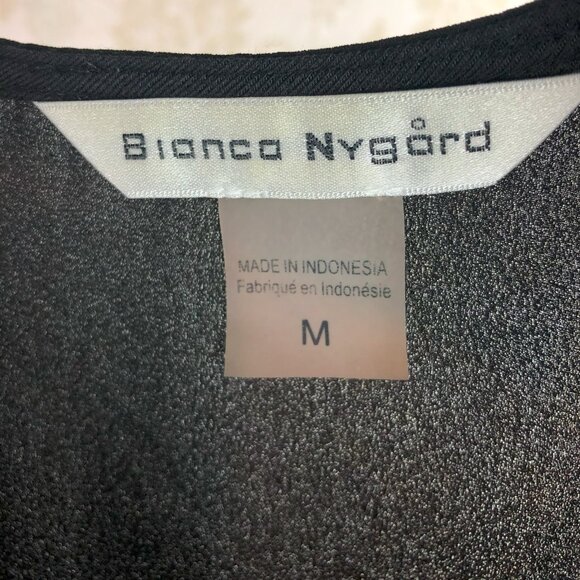 Bianca Nygård
MADE IN INDONESIA
Fabriqué en Indonésie
M